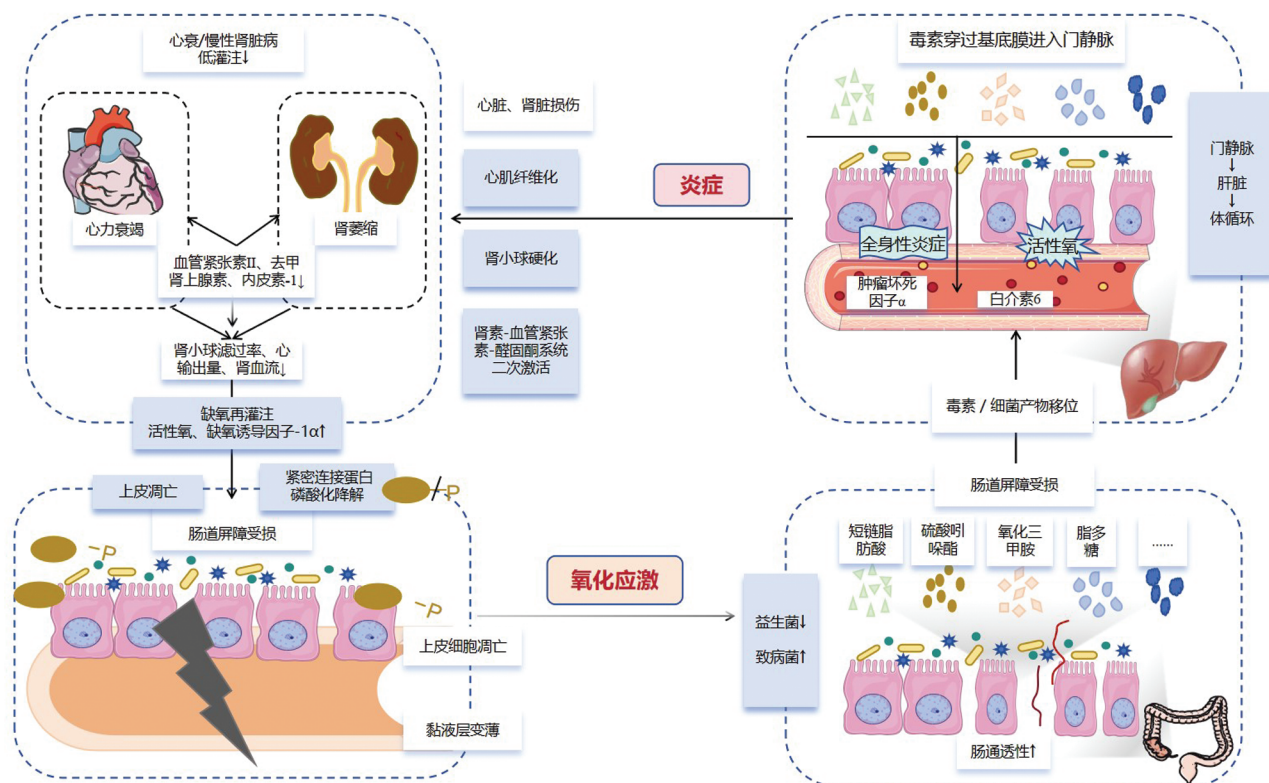 心衰/慢性肾脏病
低灌注↓
心力衰竭
肾萎缩
血管紧张素II、去甲
肾上腺素、内皮素-1↓
肾小球滤过率、心
输出量、肾血流↓
缺氧再灌注
活性氧、缺氧诱导因子-1α↑
心脏、肾脏损伤
心肌纤维化
肾小球硬化
肾素-血管紧张
素-醛固酮系统
二次激活
炎症
毒素穿过基底膜进入门静脉
全身性炎症
活性氧
肿瘤坏死
因子α
白介素6
门静脉
↓
肝脏
↓
体循环
毒素 / 细菌产物移位
肠道屏障受损
上皮凋亡
紧密连接蛋白
磷酸化降解
P
肠道屏障受损
P
P
上皮细胞凋亡
黏液层变薄
氧化应激
益生菌↓
致病菌↑
短链脂
肪酸
硫酸吲
哚酯
氧化三
甲胺
脂多
糖
……
肠通透性↑